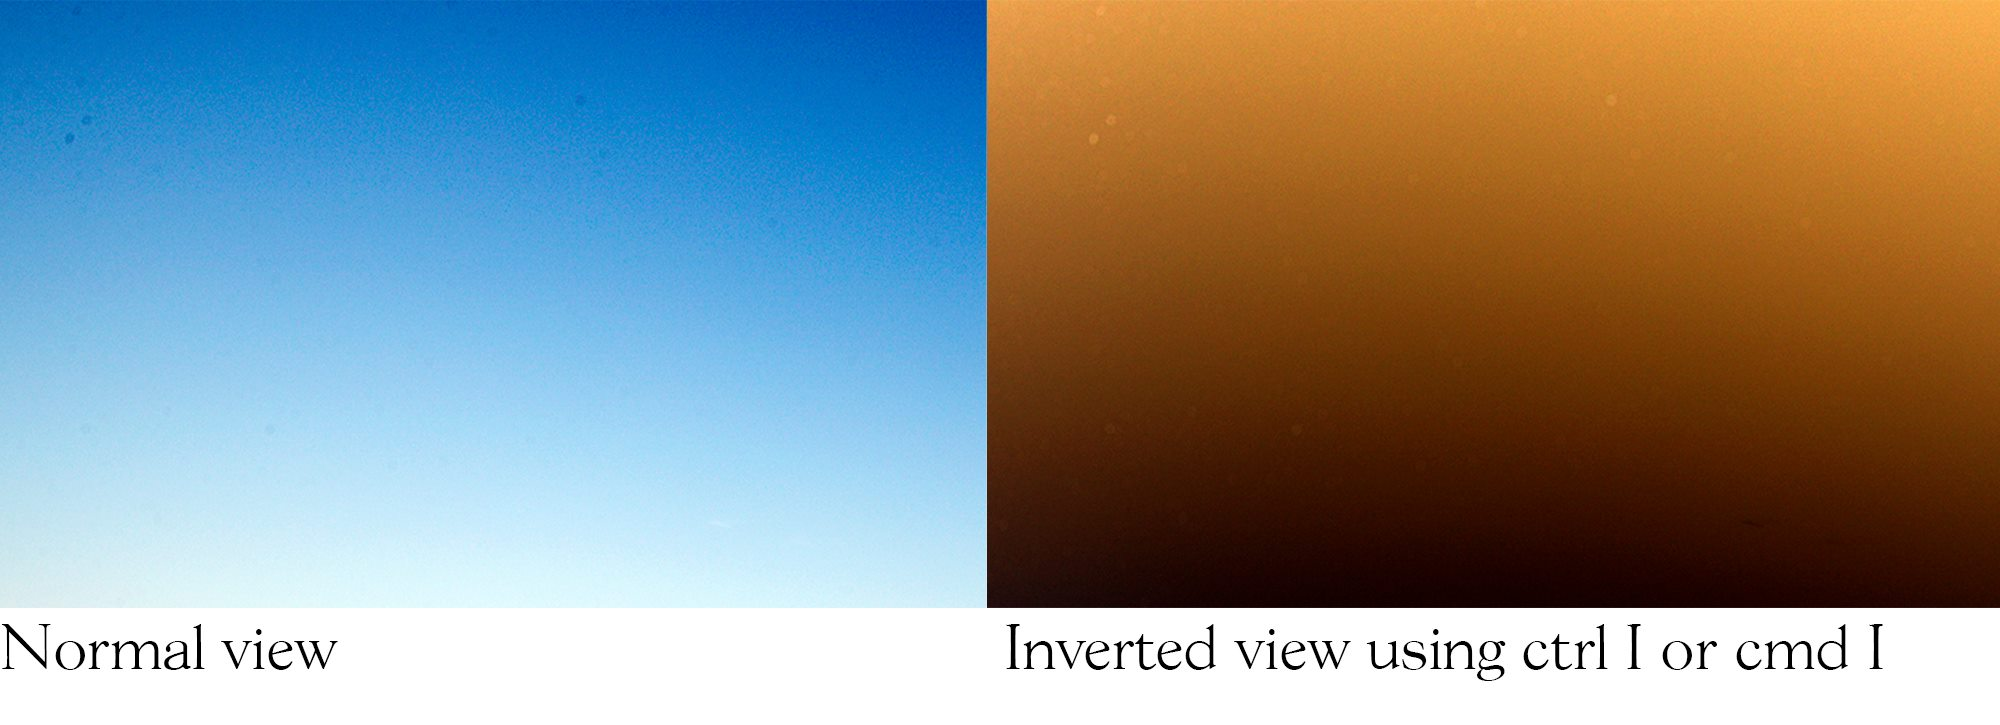 Normal view
Inverted view using ctrl I or cmd I